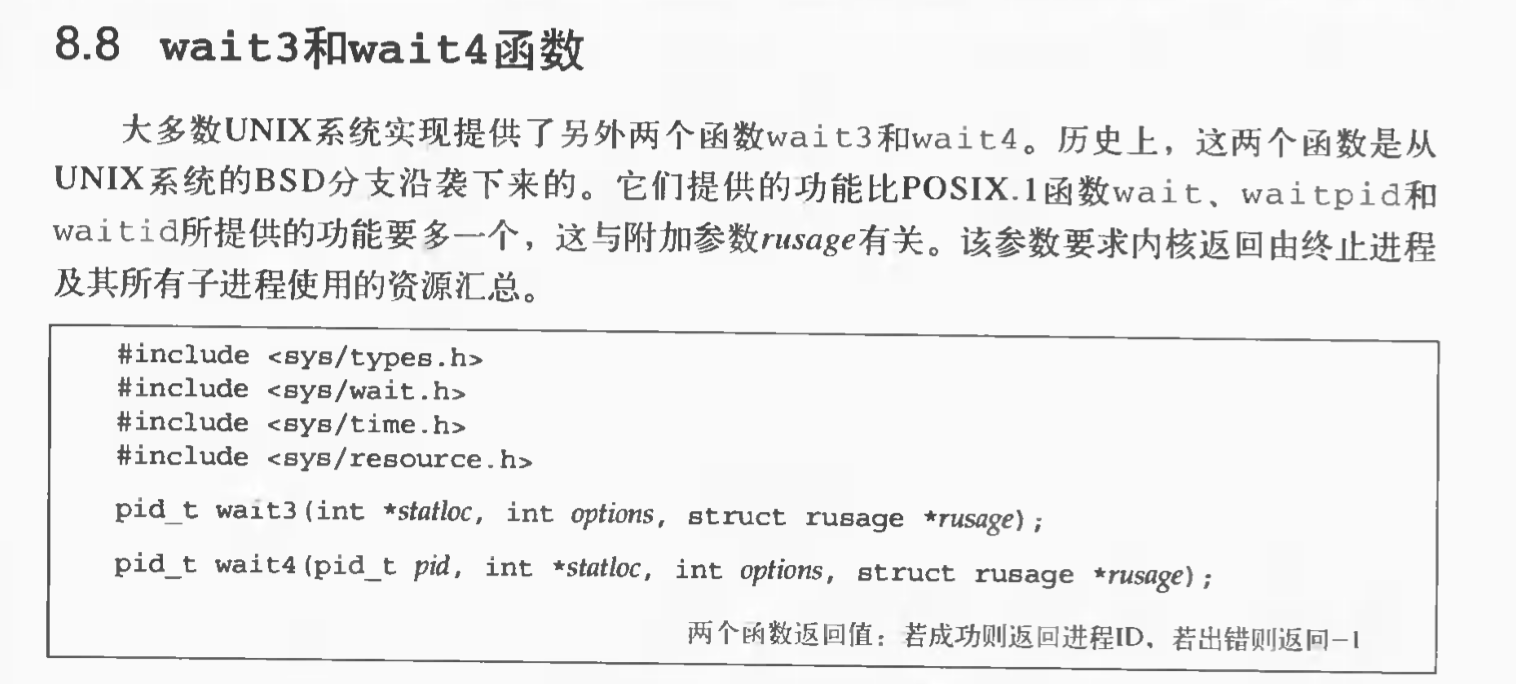 8.8 wait3和wait4函数
大多数UNIX系统实现提供了另外两个函数wait3和wait4。历史上，这两个函数是从
UNIX系统的BSD分支沿袭下来的。它们提供的功能比POSIX.1函数wait、waitpid和
waitid所提供的功能要多一个，这与附加参数rusage有关。该参数要求内核返回由终止进程
及其所有子进程使用的资源汇总。
#include <sys/types.h>
#include <sys/wait.h>
#include <sys/time.h>
#include <sys/resource.h>
pid_t wait3(int *statloc, int options, struct rusage *rusage);
pid_t wait4(pid_t pid, int *statloc, int options, struct rusage *rusage);
两个函数返回值：若成功则返回进程ID，若出错则返回-1